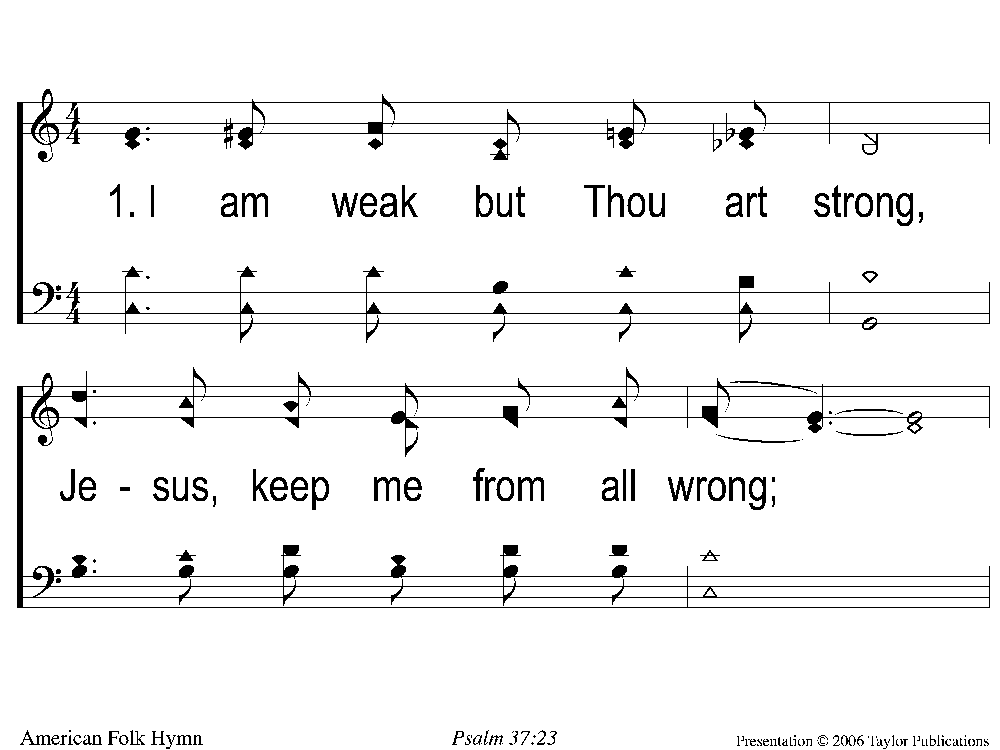 1. I am weak but Thou art strong,
Je - sus, keep me from all wrong;
American Folk Hymn
Psalm 37:23
Presentation © 2006 Taylor Publications